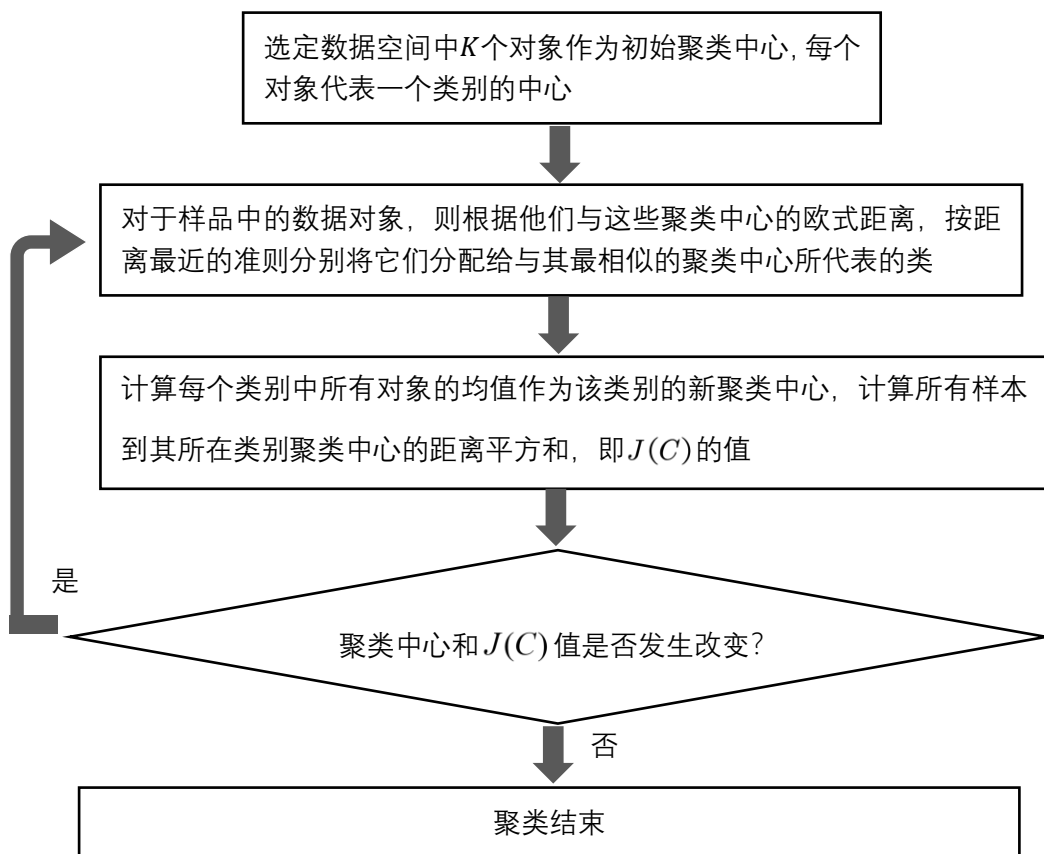 选定数据空间中K个对象作为初始聚类中心, 每个
对象代表一个类别的中心
对于样品中的数据对象，则根据他们与这些聚类中心的欧式距离，按距
离最近的准则分别将它们分配给与其最相似的聚类中心所代表的类
计算每个类别中所有对象的均值作为该类别的新聚类中心，计算所有样本
到其所在类别聚类中心的距离平方和，即J(C)的值
是
聚类中心和J(C)值是否发生改变？
否
聚类结束